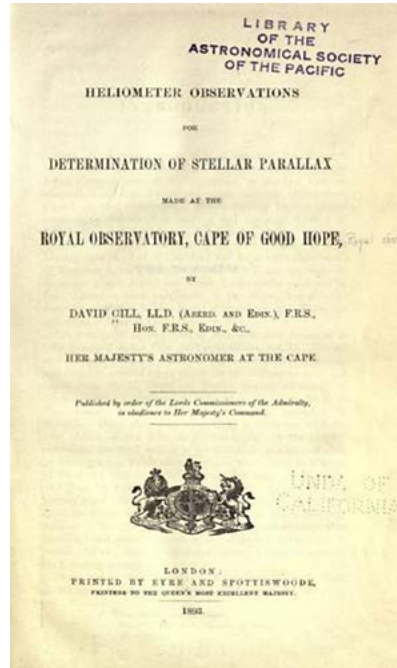 LIBRARY
OF THE
ASTRONOMICAL SOCIETY
OF THE PACIFIC
HELIOMETER OBSERVATIONS
FOR
DETERMINATION OF STELLAR PARALLAX
MADE AT THE
ROYAL OBSERVATORY, CAPE OF GOOD HOPE,
Royal
BY
DAVID GILL, LL.D. (ABERD. AND EDIN.), F.R.S.,
HON. F.R.S., EDIN., &C.,
HER MAJESTY'S ASTRONOMER AT THE CAPE.
Published by order of the Lords Commissioners of the Admiralty,
in obedience to Her Majesty's Command.
UNIV. OF
CALIFORNIA
LONDON:
PRINTED BY EYRE AND SPOTTISWOODE,
PRINTERS TO THE QUEEN'S MOST EXCELLENT MAJESTY.
1893.